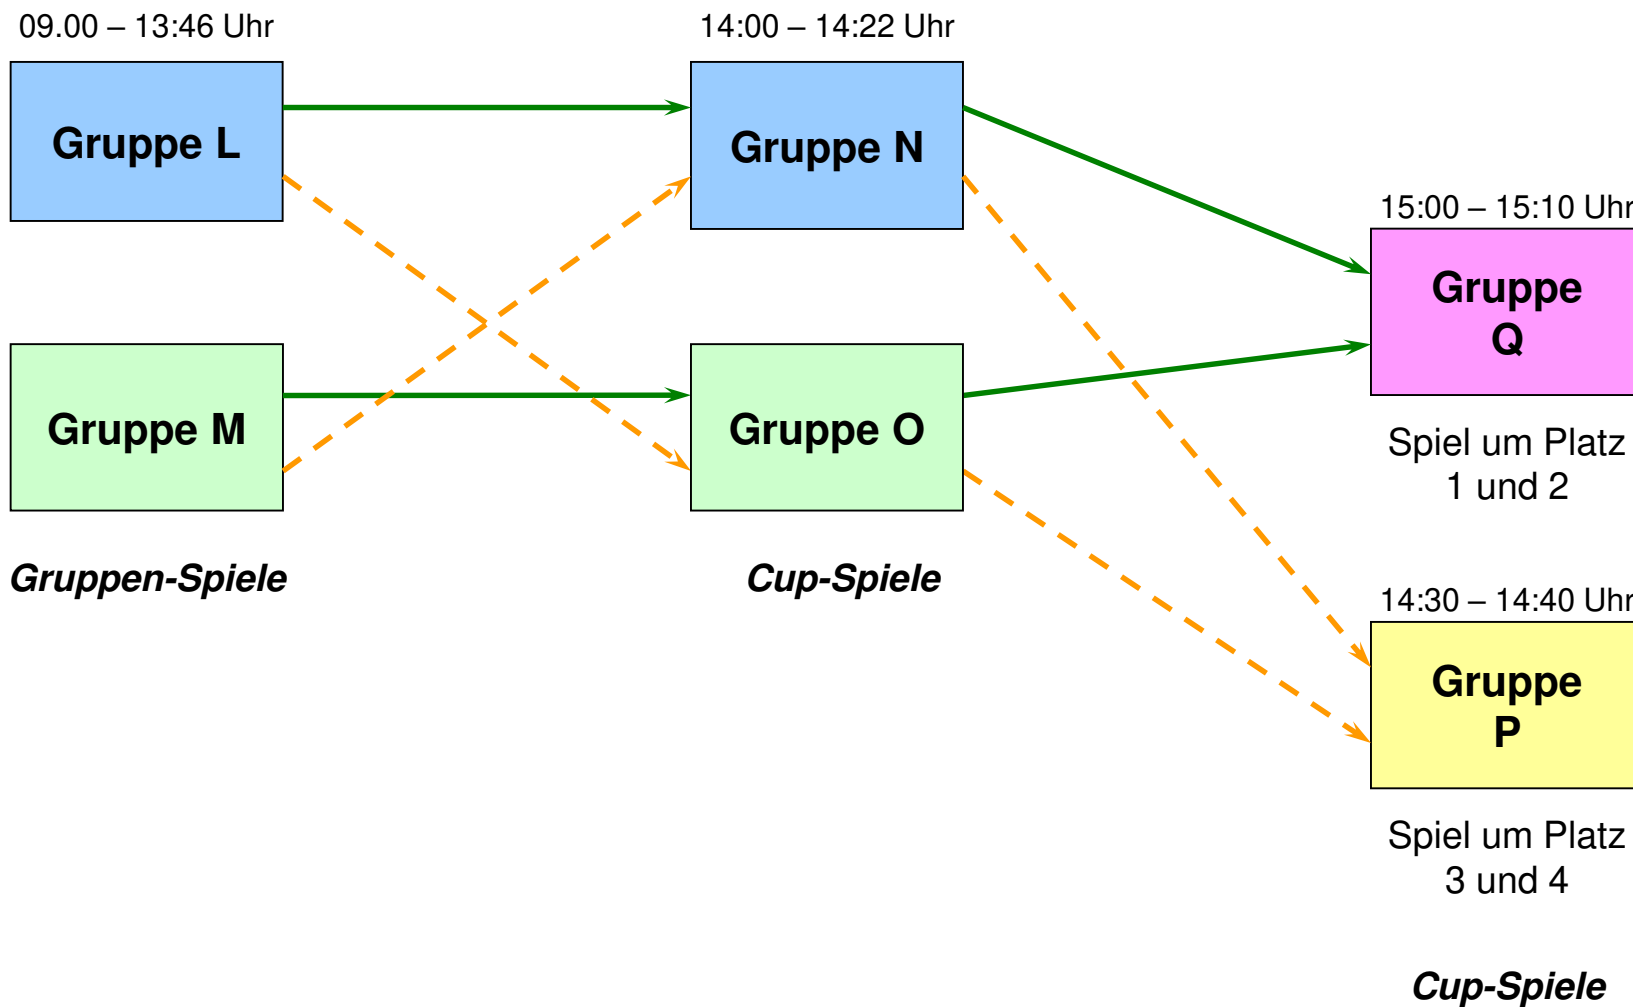 09.00 – 13:46 Uhr
14:00 – 14:22 Uhr
Gruppe L
Gruppe N
15:00 – 15:10 Uhr
Gruppe
Q
Gruppe M
Gruppe O
Spiel um Platz
1 und 2
Gruppen-Spiele
Cup-Spiele
14:30 – 14:40 Uhr
Gruppe
P
Spiel um Platz
3 und 4
Cup-Spiele